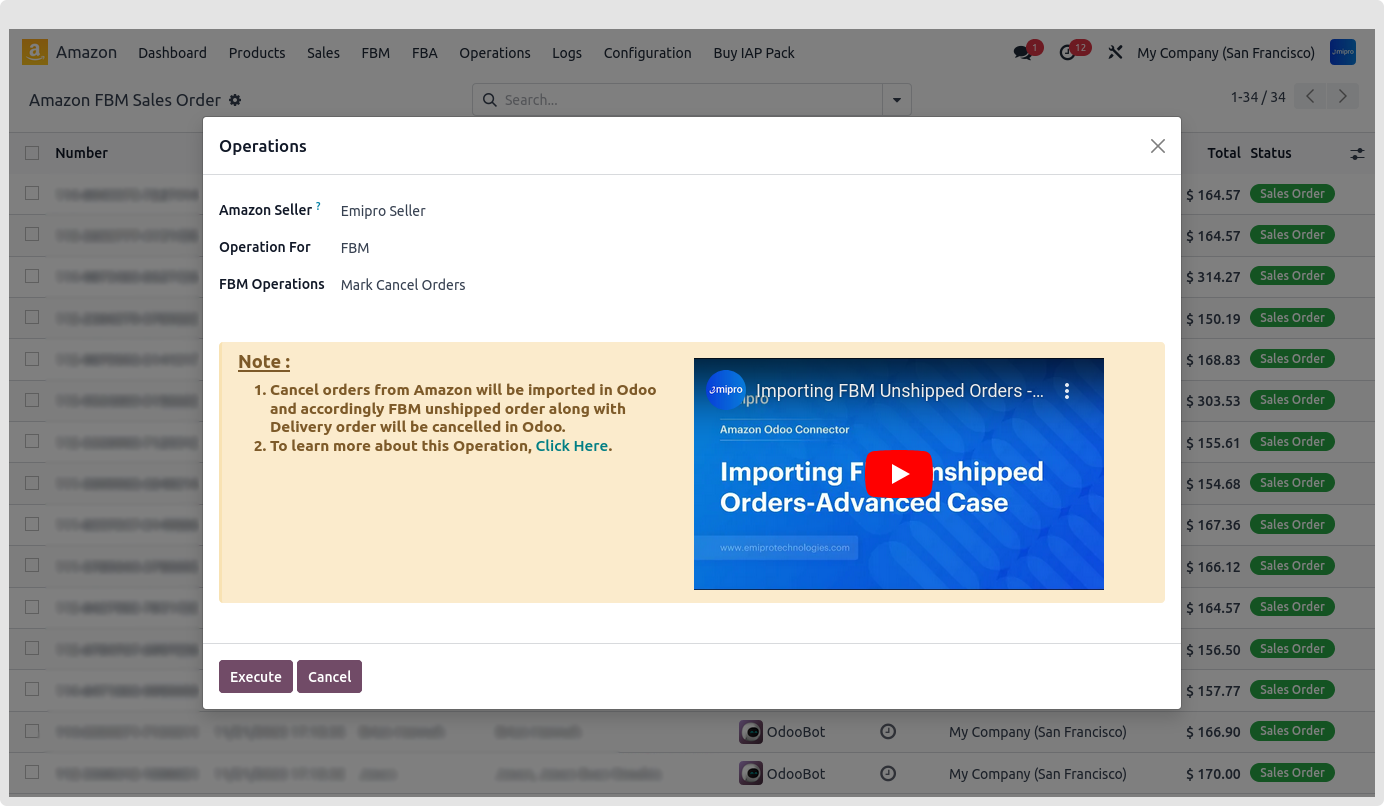 a Amazon Dashboard Products Sales FBM FBA Operations Logs Configuration Buy IAP Pack 1 12 My Company (San Francisco) emipro
Amazon FBM Sales Order Search... 1-34 / 34
Number Total Status
Operations
Amazon Seller ? Emipro Seller
Operation For FBM
FBM Operations Mark Cancel Orders
Note :
1. Cancel orders from Amazon will be imported in Odoo
and accordingly FBM unshipped order along with
Delivery order will be cancelled in Odoo.
2. To learn more about this Operation, Click Here.
emipro Importing FBM Unshipped Orders -...
Amazon Odoo Connector
Importing F nshipped
Orders-Advanced Case
www.emiprotechnologies.com
Execute Cancel
$ 164.57 Sales Order
$ 164.57 Sales Order
$ 314.27 Sales Order
$ 150.19 Sales Order
$ 168.83 Sales Order
$ 303.53 Sales Order
$ 155.61 Sales Order
$ 154.68 Sales Order
$ 167.36 Sales Order
$ 166.12 Sales Order
$ 164.57 Sales Order
$ 156.50 Sales Order
$ 157.77 Sales Order
OdooBot My Company (San Francisco) $ 166.90 Sales Order
OdooBot My Company (San Francisco) $ 170.00 Sales Order